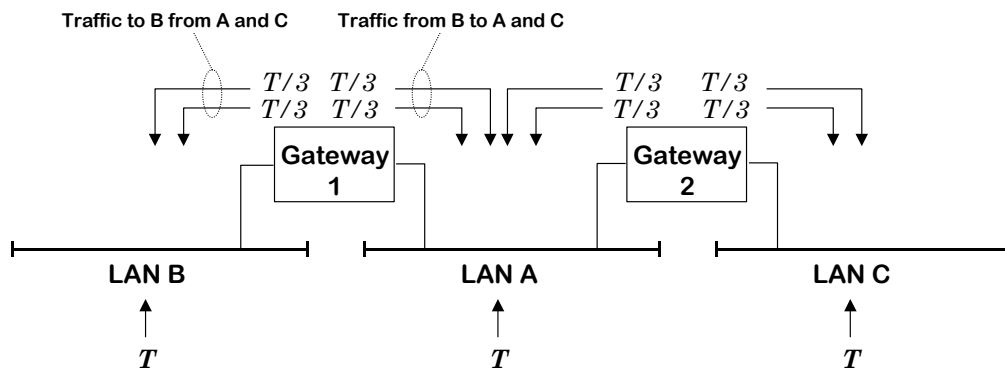 Traffic to B from A and C Traffic from B to A and C
T/3 T/3 T/3 T/3
T/3 T/3 T/3 T/3
Gateway Gateway
1 2
LAN B LAN A LAN C
T T T